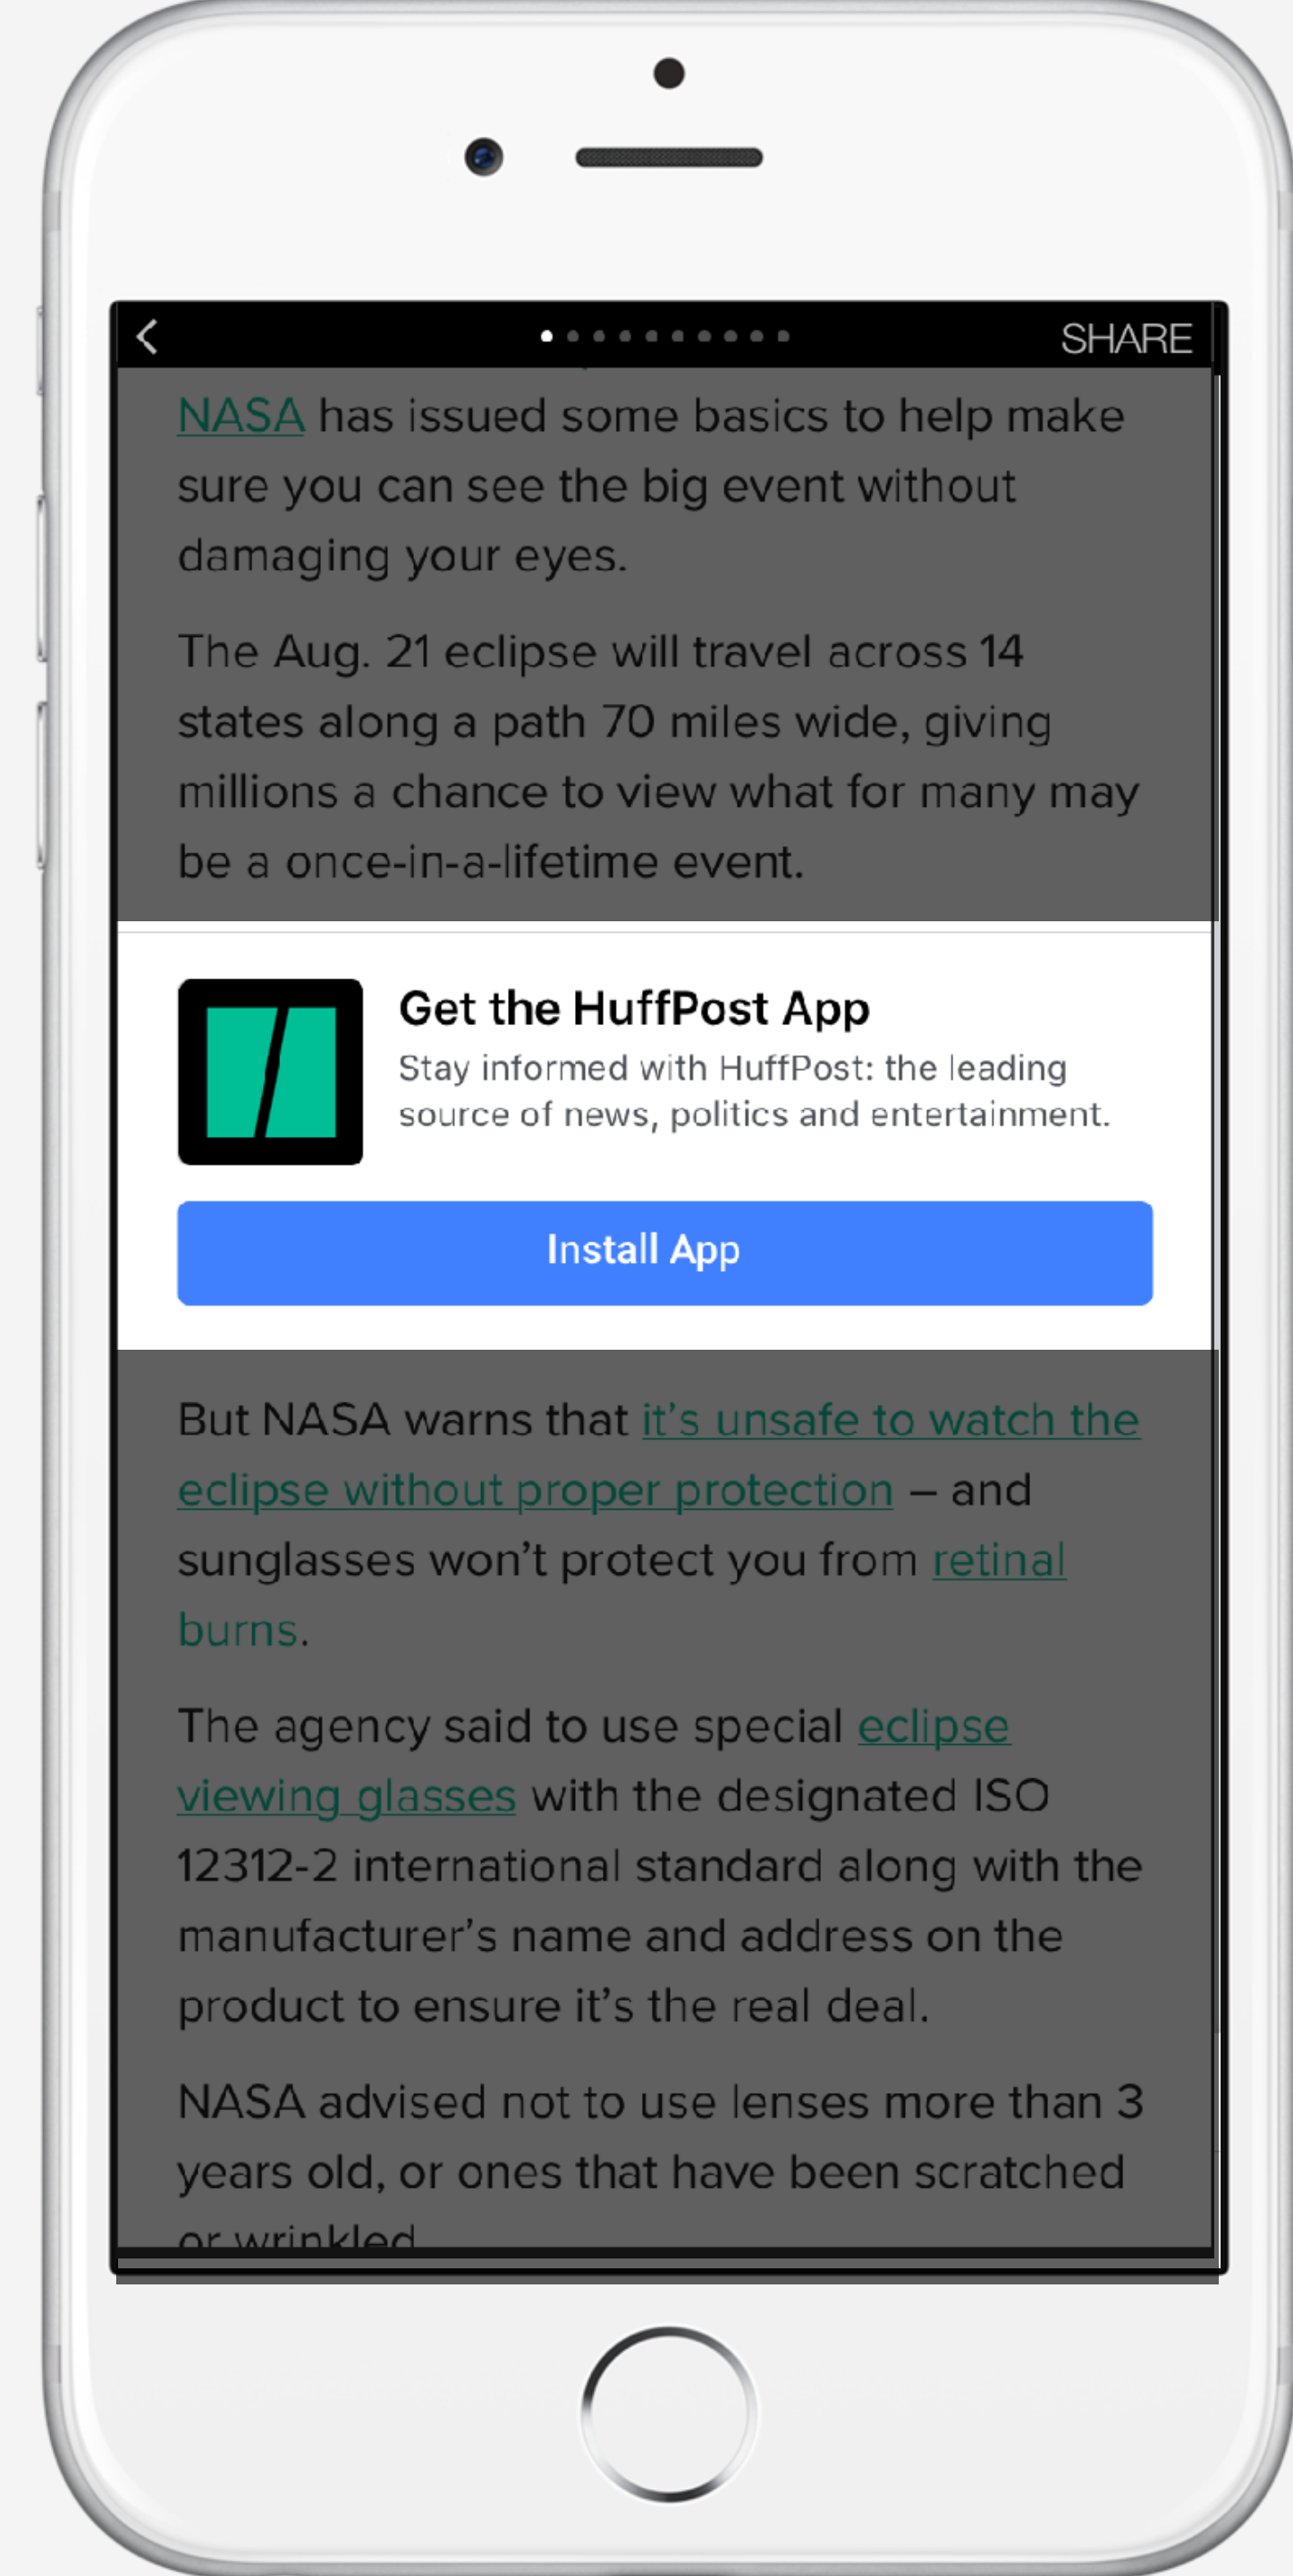 SHARE
NASA has issued some basics to help make
sure you can see the big event without
damaging your eyes.
The Aug. 21 eclipse will travel across 14
states along a path 70 miles wide, giving
millions a chance to view what for many may
be a once-in-a-lifetime event.
Get the HuffPost App
Stay informed with HuffPost: the leading
source of news, politics and entertainment.
Install App
But NASA warns that it’s unsafe to watch the
eclipse without proper protection – and
sunglasses won’t protect you from retinal
burns.
The agency said to use special eclipse
viewing glasses with the designated ISO
12312-2 international standard along with the
manufacturer’s name and address on the
product to ensure it’s the real deal.
NASA advised not to use lenses more than 3
years old, or ones that have been scratched
or wrinkled